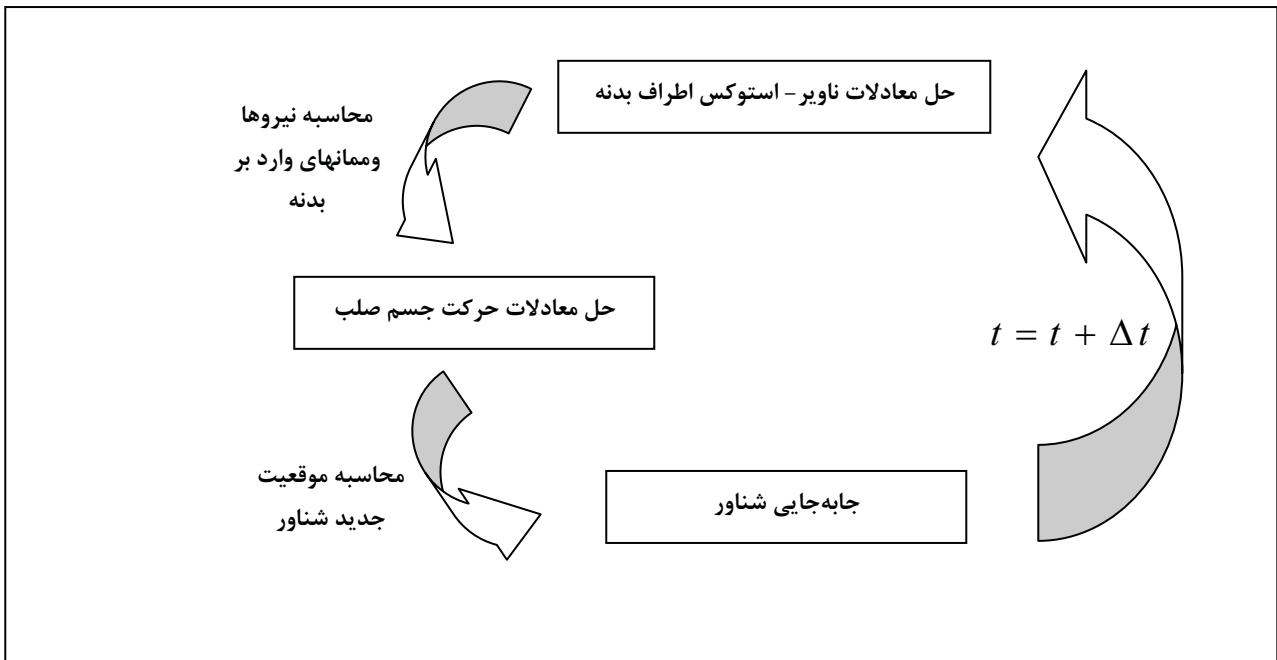 حل معادلات ناویر – استوکس اطراف بدنه
محاسبه نیروها
وممانهای وارد بر
بدنه
حل معادلات حرکت جسم صلب
t = t + Δt
محاسبه موقعیت
جدید شناور
جابه‌جایی شناور